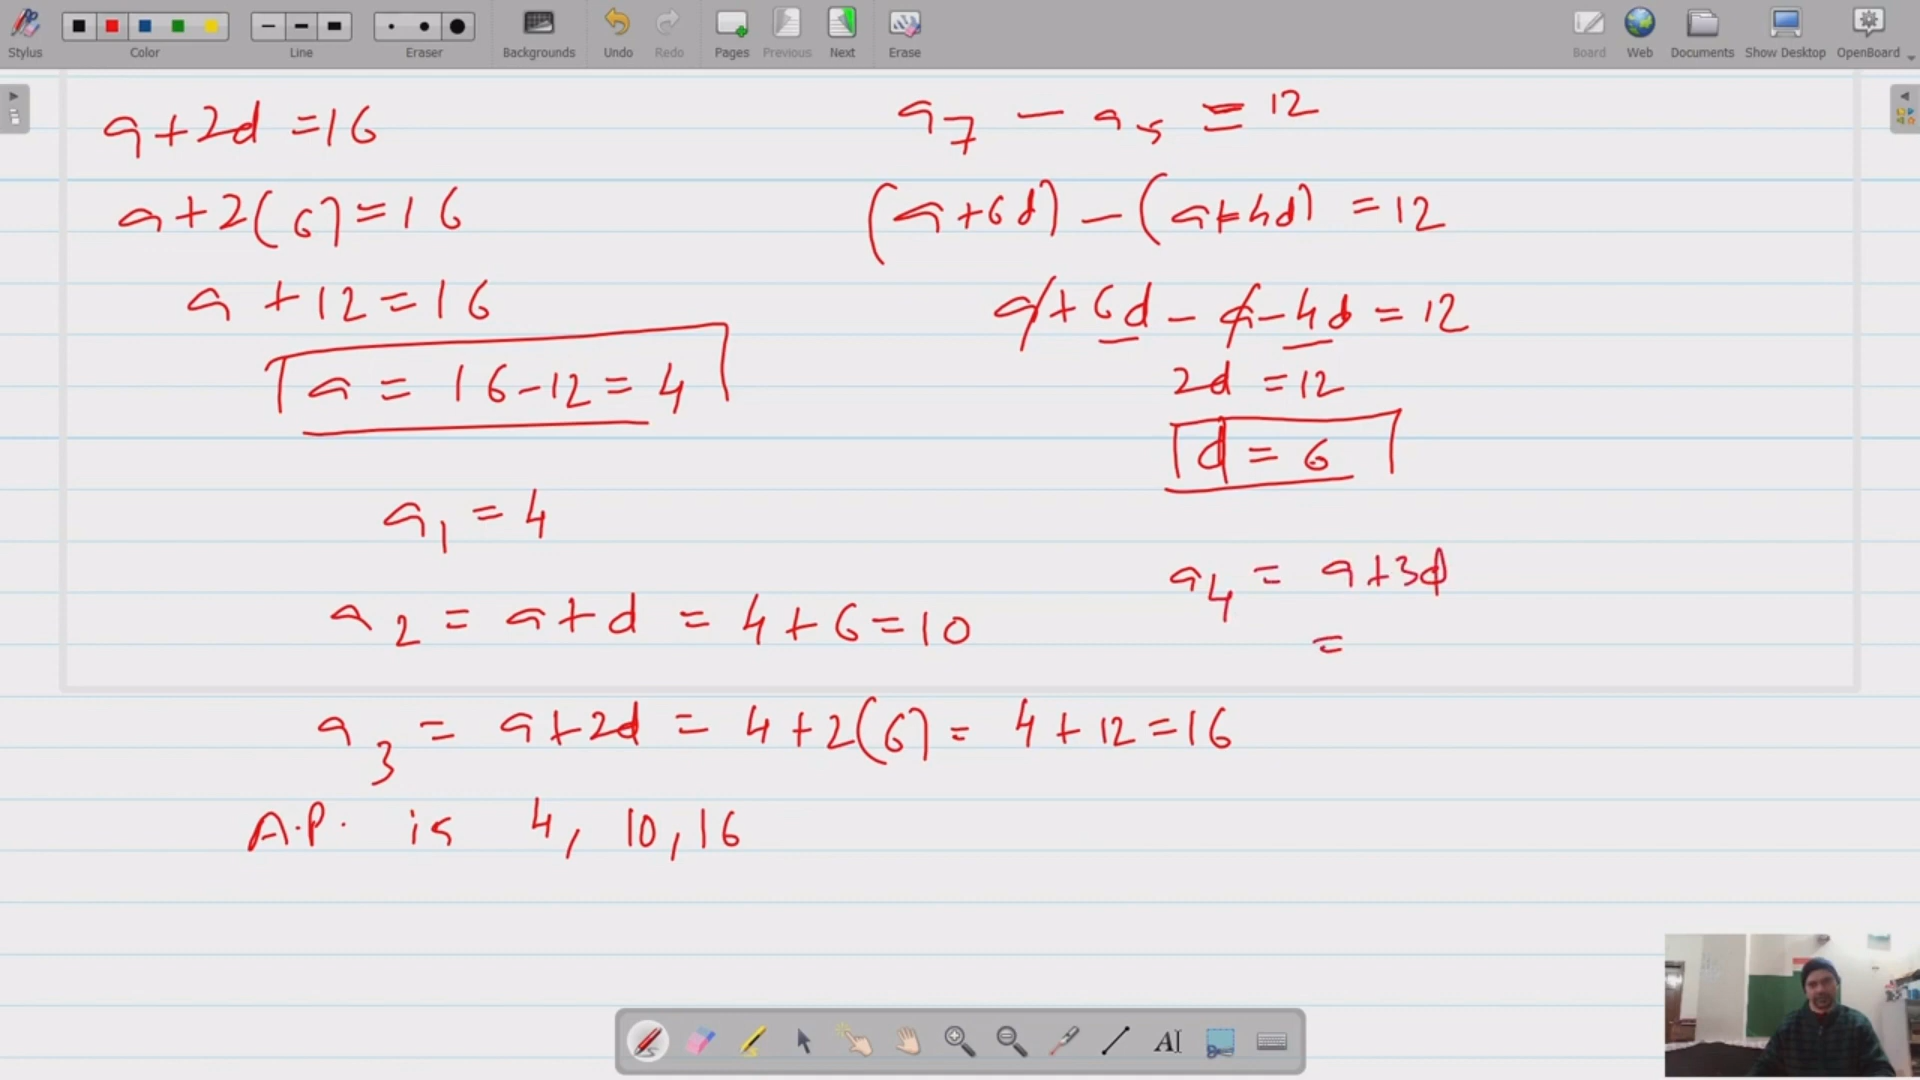 Stylus Color Line Eraser Backgrounds Undo Redo Pages Previous Next Erase Board Web Documents Show Desktop OpenBoard
a+2d =16
a+2(6)=16
a +12=16
a = 16-12= 4
a₁ = 4
a₂ = a+d = 4+6=10
a₃ = a+2d = 4+2(6) = 4+12=16
A.P. is 4, 10,16
a₇ - a₅ = 12
(a+6d) - (a+4d) = 12
a+6d - a-4d = 12
2d = 12
d = 6
a₄ = a+3d
=
AI